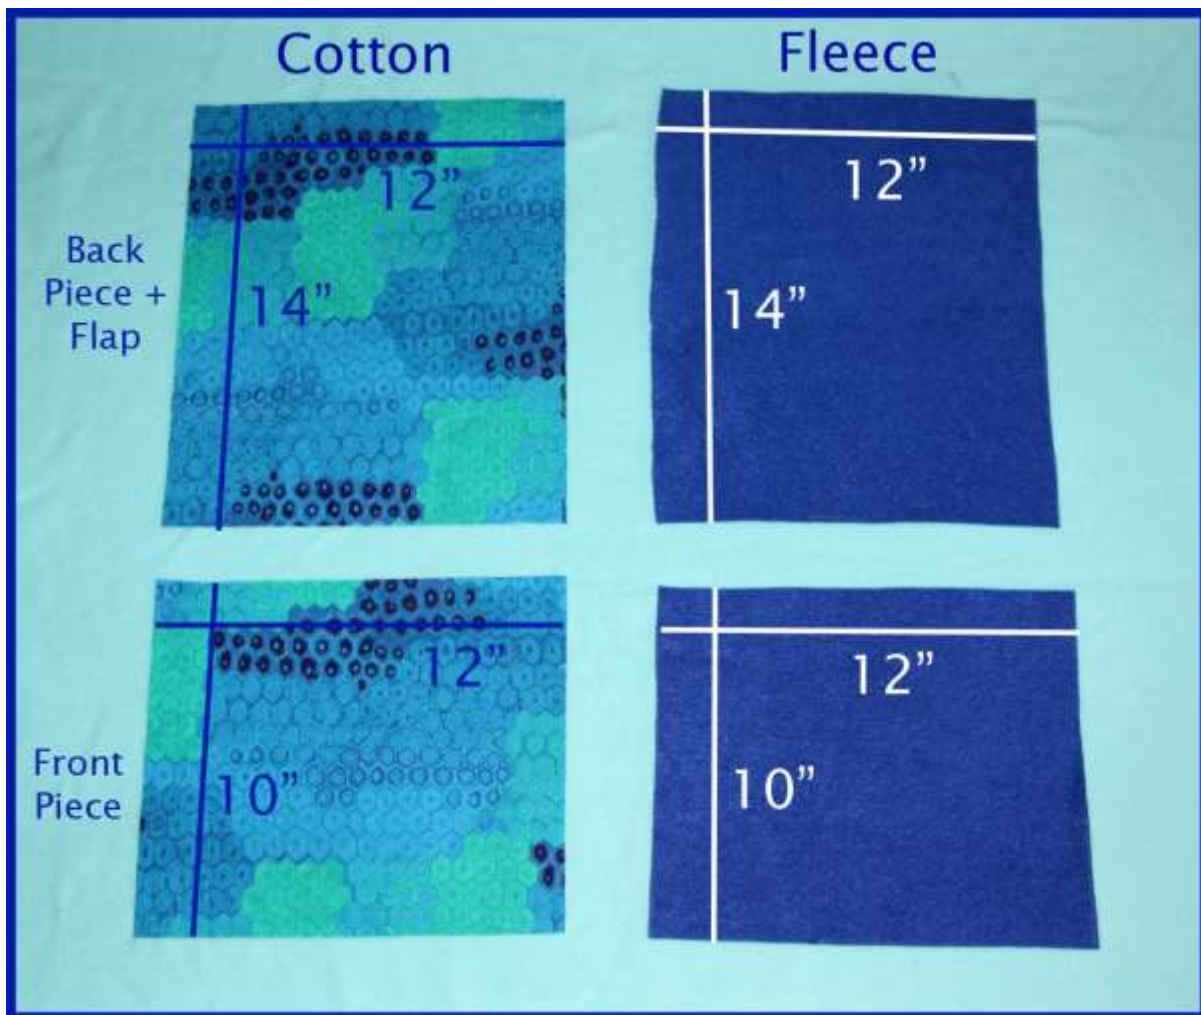 Cotton
Fleece
Back
Piece +
Flap
12”
14”
12”
14”
Front
Piece
12”
10”
12”
10”